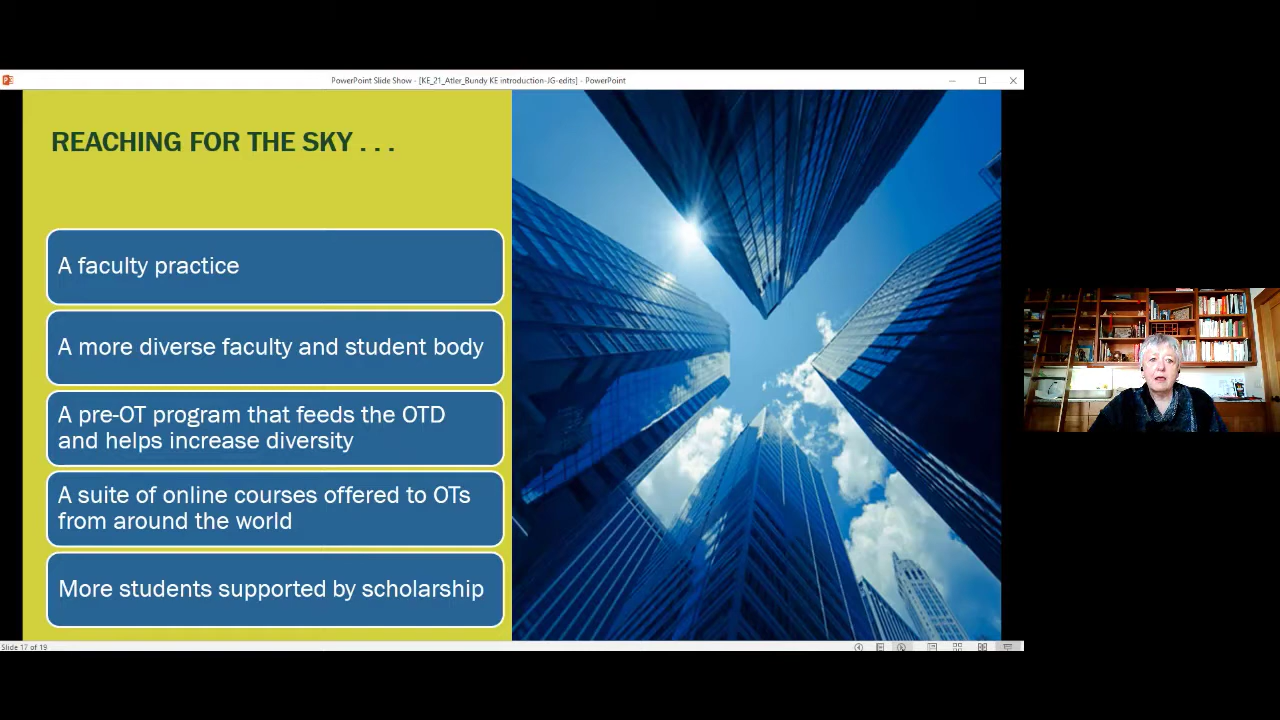 PowerPoint Slide Show - [KE_21_Atler_Bundy KE introduction-JG-edits] - PowerPoint
REACHING FOR THE SKY . . .
A faculty practice
A more diverse faculty and student body
A pre-OT program that feeds the OTD
and helps increase diversity
A suite of online courses offered to OTs
from around the world
More students supported by scholarship
Slide 17 of 19